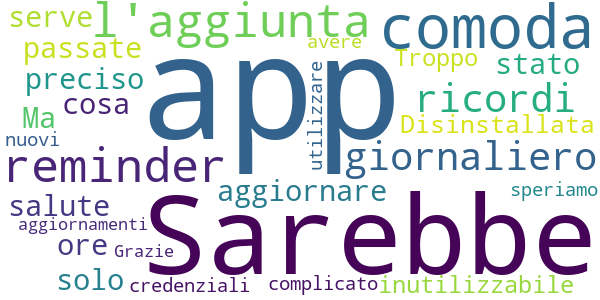 serve l'aggiunta comoda
passate avere Troppo stato
preciso app utilizzare ricordi
Ma cosa Disinstallata
nuovi reminder giornaliero
salute aggiornare speriamo
aggiornamenti Sarebbe
ore Grazie
solo credenziali complicato inutilizzabile